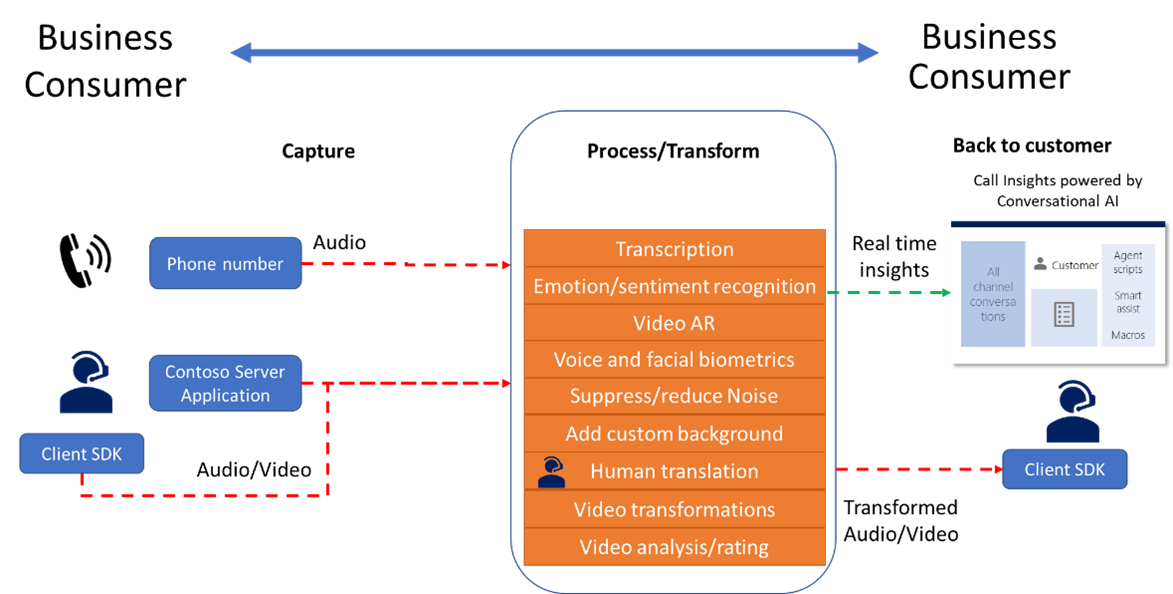 Business
Consumer
Business
Consumer
Capture
Process/Transform
Back to customer
Call Insights powered by
Conversational AI
Phone number
Audio
Contoso Server
Application
Client SDK
Audio/Video
Transcription
Emotion/sentiment recognition
Video AR
Voice and facial biometrics
Suppress/reduce Noise
Add custom background
Human translation
Video transformations
Video analysis/rating
Real time
insights
All
channel
conversa
tions
Customer
Agent
scripts
Smart
assist
Macros
Client SDK
Transformed
Audio/Video